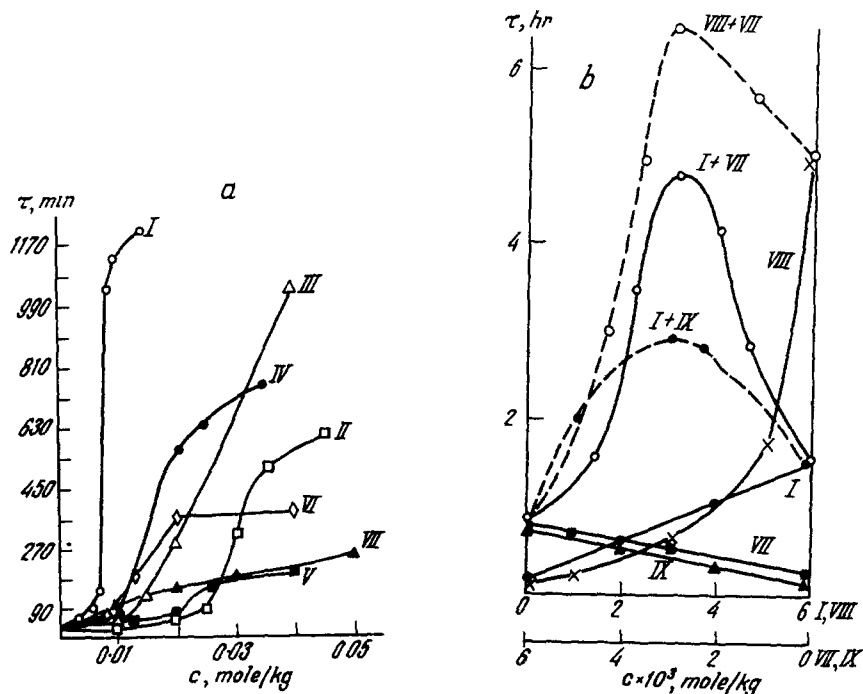 a
τ, min
1170
990
810
630
450
270
90
I
III
IV
II
VI
VII
V
0·01
0·03
0·05
c, mole/kg
b
τ, hr
6
4
2
VIII+VII
I+VII
VIII
I+IX
I
VII
IX
0 2 4 6 I, VIII
6 4 2 0 VII, IX
c×10³, mole/kg